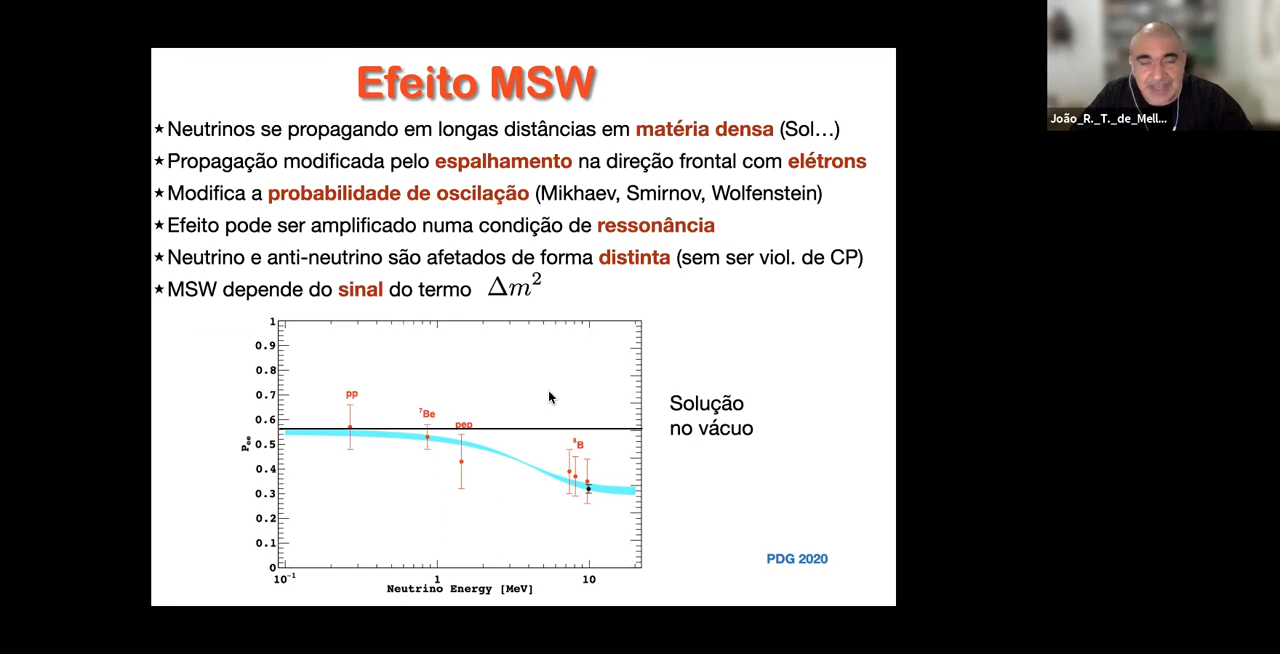 Efeito MSW
★Neutrinos se propagando em longas distâncias em matéria densa (Sol...)
★Propagação modificada pelo espalhamento na direção frontal com elétrons
★Modifica a probabilidade de oscilação (Mikhaev, Smirnov, Wolfenstein)
★Efeito pode ser amplificado numa condição de ressonância
★Neutrino e anti-neutrino são afetados de forma distinta (sem ser viol. de CP)
★MSW depende do sinal do termo Δm²
1
0.9
0.8
0.7
0.6
0.5
0.4
0.3
0.2
0.1
0
Pee
pp
⁷Be
pep
⁸B
10⁻¹
1
10
Neutrino Energy [MeV]
Solução
no vácuo
PDG 2020
João_R._T._de_Mell...